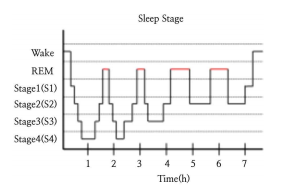 Sleep Stage
Wake
REM
Stage1(S1)
Stage2(S2)
Stage3(S3)
Stage4(S4)
1 2 3 4 5 6 7
Time(h)